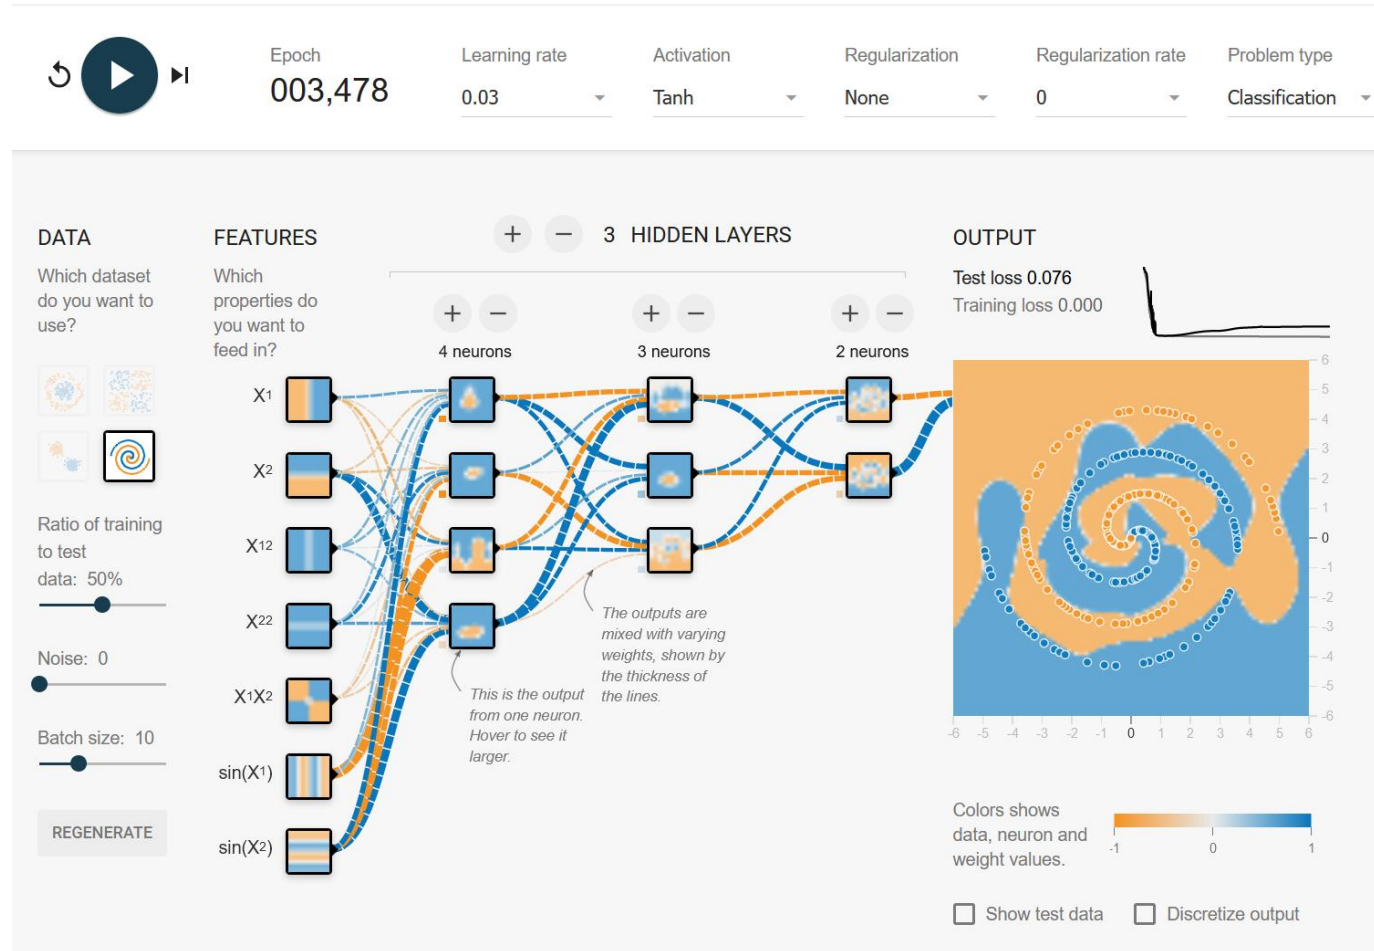 Epoch
003,478
Learning rate
0.03
Activation
Tanh
Regularization
None
Regularization rate
0
Problem type
Classification
DATA
Which dataset
do you want to
use?
Ratio of training
to test
data: 50%
Noise: 0
Batch size: 10
REGENERATE
FEATURES
Which
properties do
you want to
feed in?
X1
X2
X12
X22
X1X2
sin(X1)
sin(X2)
+ − 3 HIDDEN LAYERS
+ −
4 neurons
+ −
3 neurons
+ −
2 neurons
This is the output
from one neuron.
Hover to see it
larger.
The outputs are
mixed with varying
weights, shown by
the thickness of
the lines.
OUTPUT
Test loss 0.076
Training loss 0.000
6
5
4
3
2
1
0
-1
-2
-3
-4
-5
-6
-6 -5 -4 -3 -2 -1 0 1 2 3 4 5 6
Colors shows
data, neuron and
weight values.
-1 0 1
Show test data
Discretize output